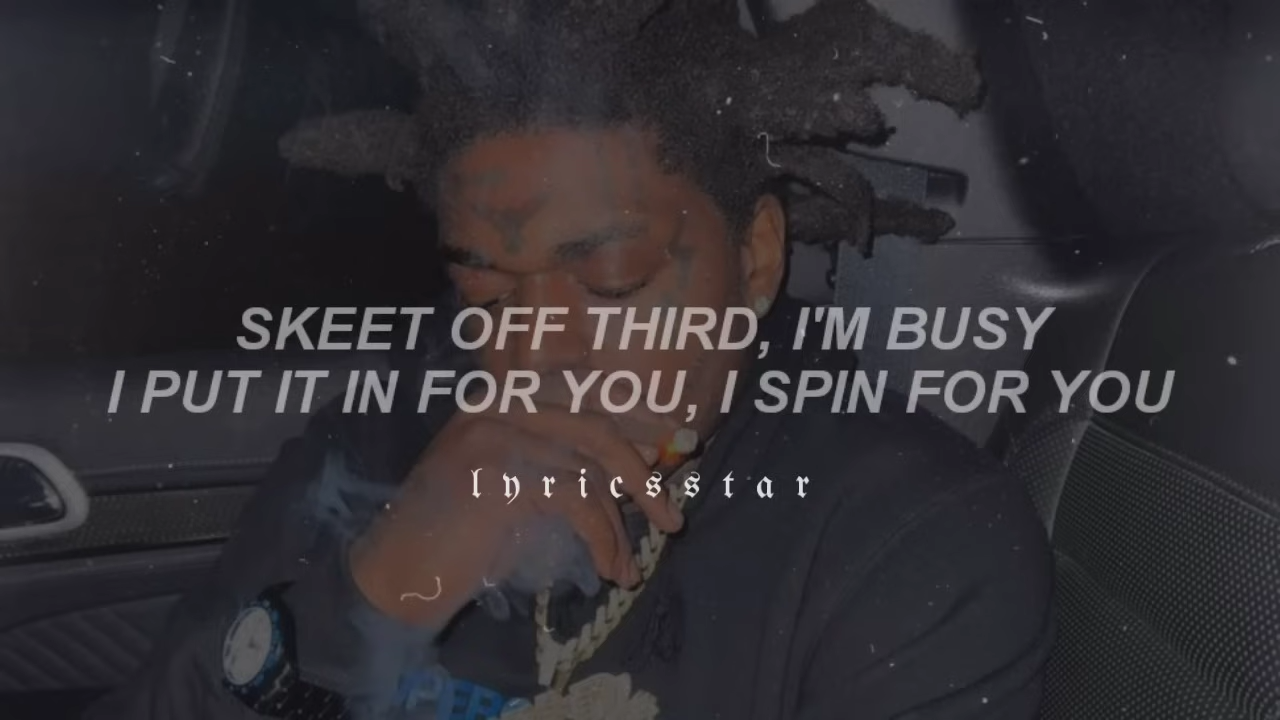 SKEET OFF THIRD, I'M BUSY
I PUT IT IN FOR YOU, I SPIN FOR YOU
lyricsstar